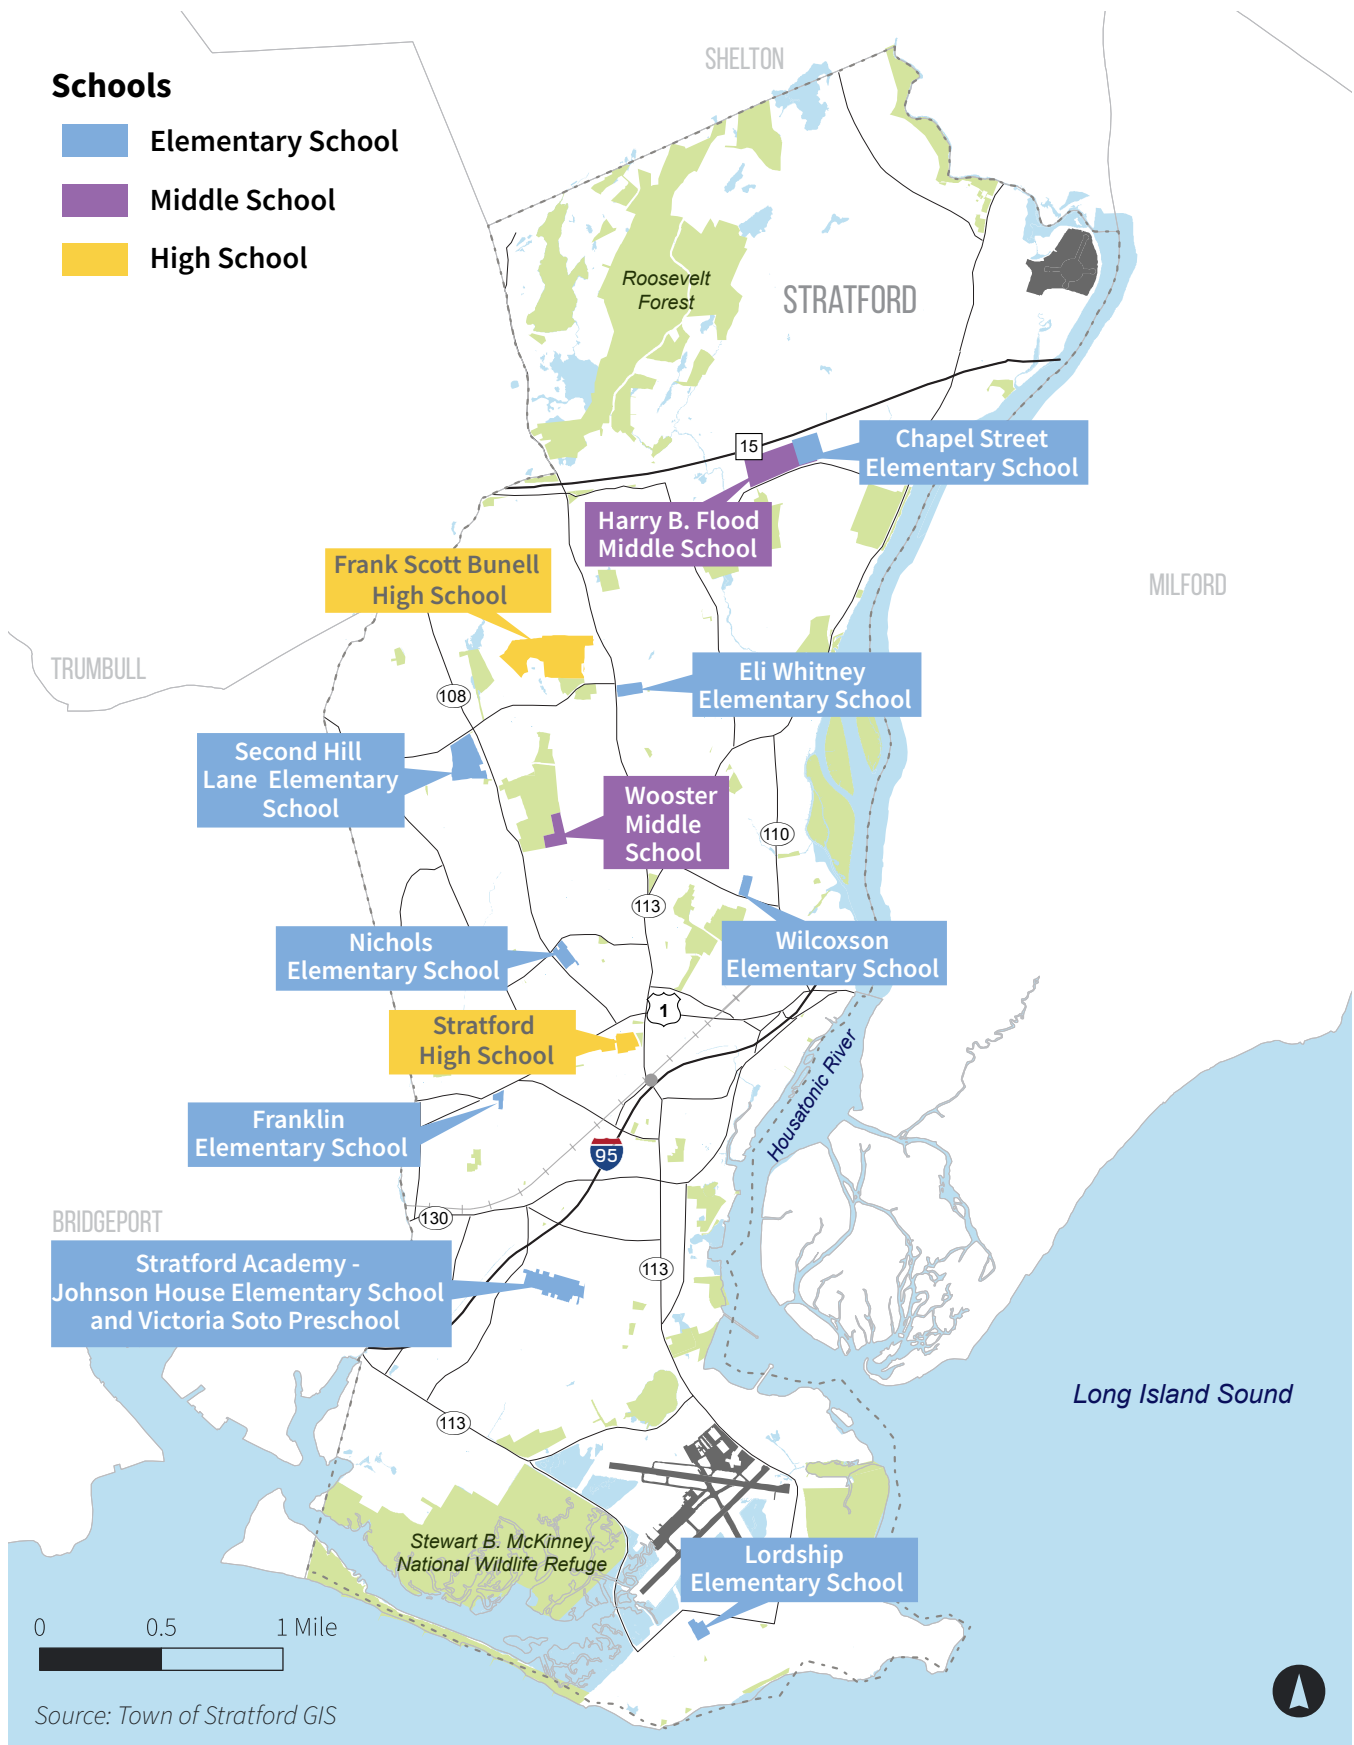 SHELTON
Schools
Elementary School
Middle School
High School
Roosevelt
Forest
STRATFORD
15
Chapel Street
Elementary School
Harry B. Flood
Middle School
Frank Scott Bunell
High School
MILFORD
TRUMBULL
Eli Whitney
Elementary School
108
Second Hill
Lane Elementary
School
Wooster
Middle
School
110
113
Nichols
Elementary School
Wilcoxson
Elementary School
1
Stratford
High School
Housatonic River
Franklin
Elementary School
95
BRIDGEPORT
130
Stratford Academy -
Johnson House Elementary School
and Victoria Soto Preschool
113
Long Island Sound
113
Stewart B. McKinney
National Wildlife Refuge
Lordship
Elementary School
0 0.5 1 Mile
Source: Town of Stratford GIS